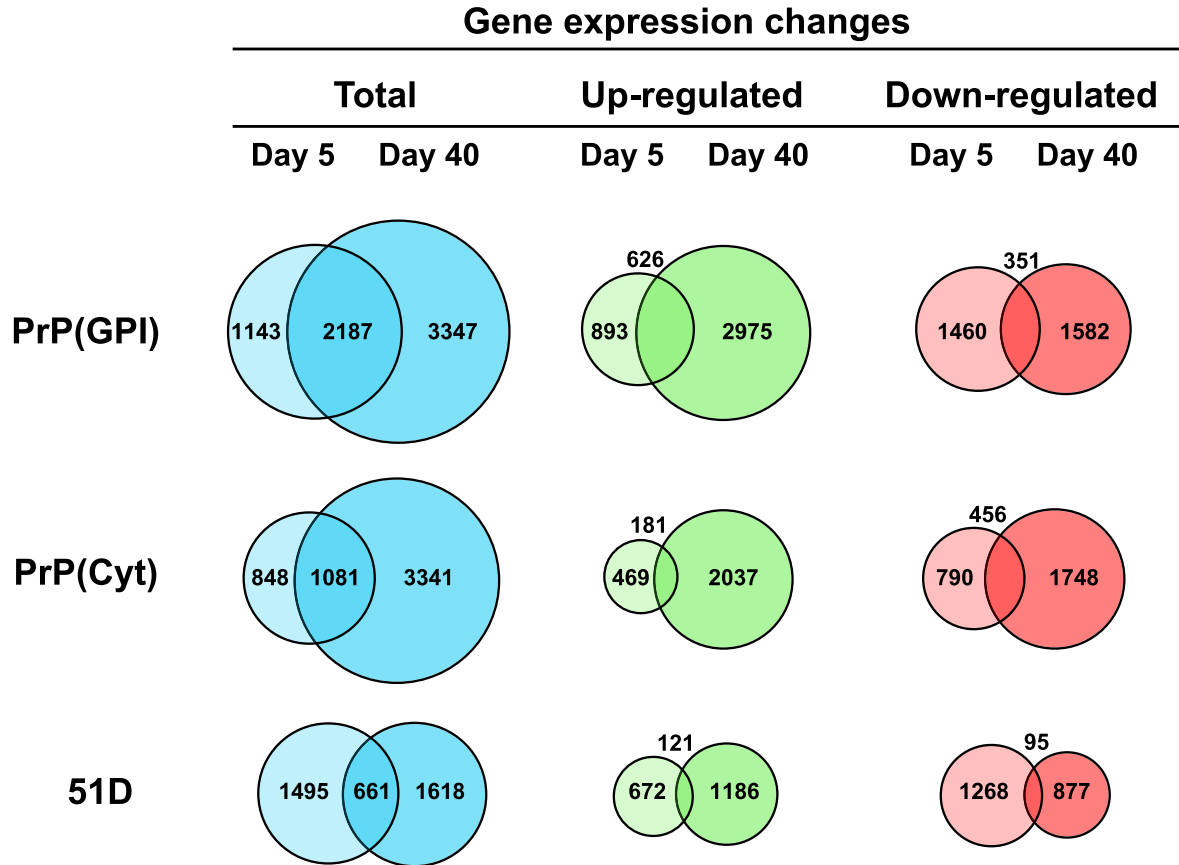 Gene expression changes
Total Up-regulated Down-regulated
Day 5 Day 40 Day 5 Day 40 Day 5 Day 40
626 351
PrP(GPI) 1143 2187 3347 893 2975 1460 1582
181 456
PrP(Cyt) 848 1081 3341 469 2037 790 1748
121 95
51D 1495 661 1618 672 1186 1268 877